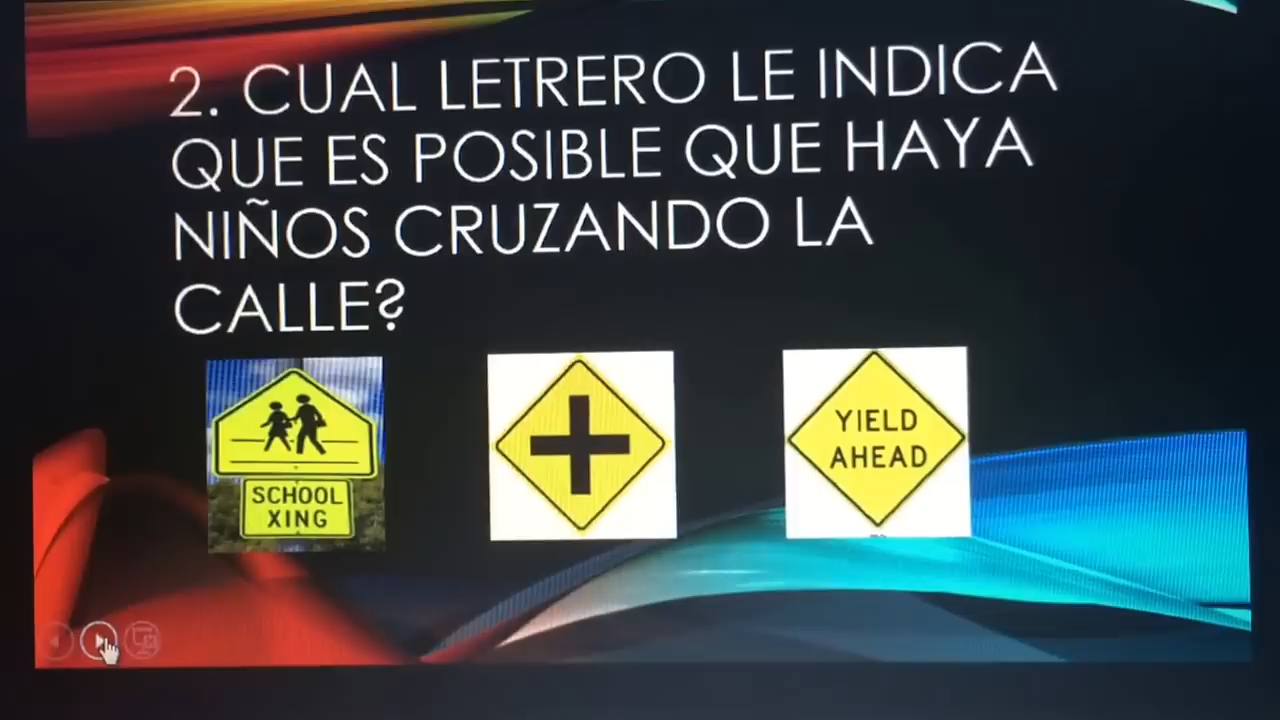 2. CUAL LETRERO LE INDICA
QUE ES POSIBLE QUE HAYA
NIÑOS CRUZANDO LA
CALLE?
SCHOOL
XING
YIELD
AHEAD